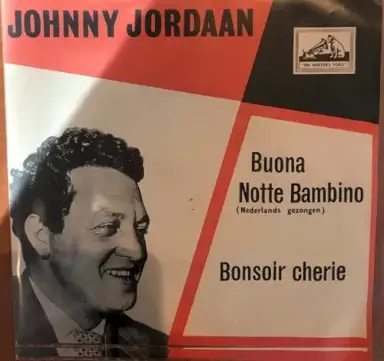 JOHNNY JORDAAN
"HIS MASTER'S VOICE"
Buona
Notte Bambino
(Nederlands gezongen)
Bonsoir cherie